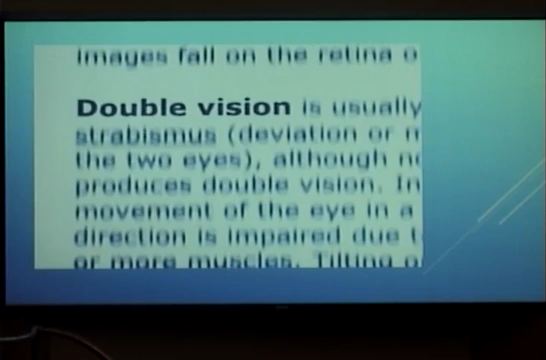 images fall on the retina o
Double vision is usually
strabismus (deviation or n
the two eyes), although no
produces double vision. In
movement of the eye in a
direction is impaired due t
or more muscles. Tilting o